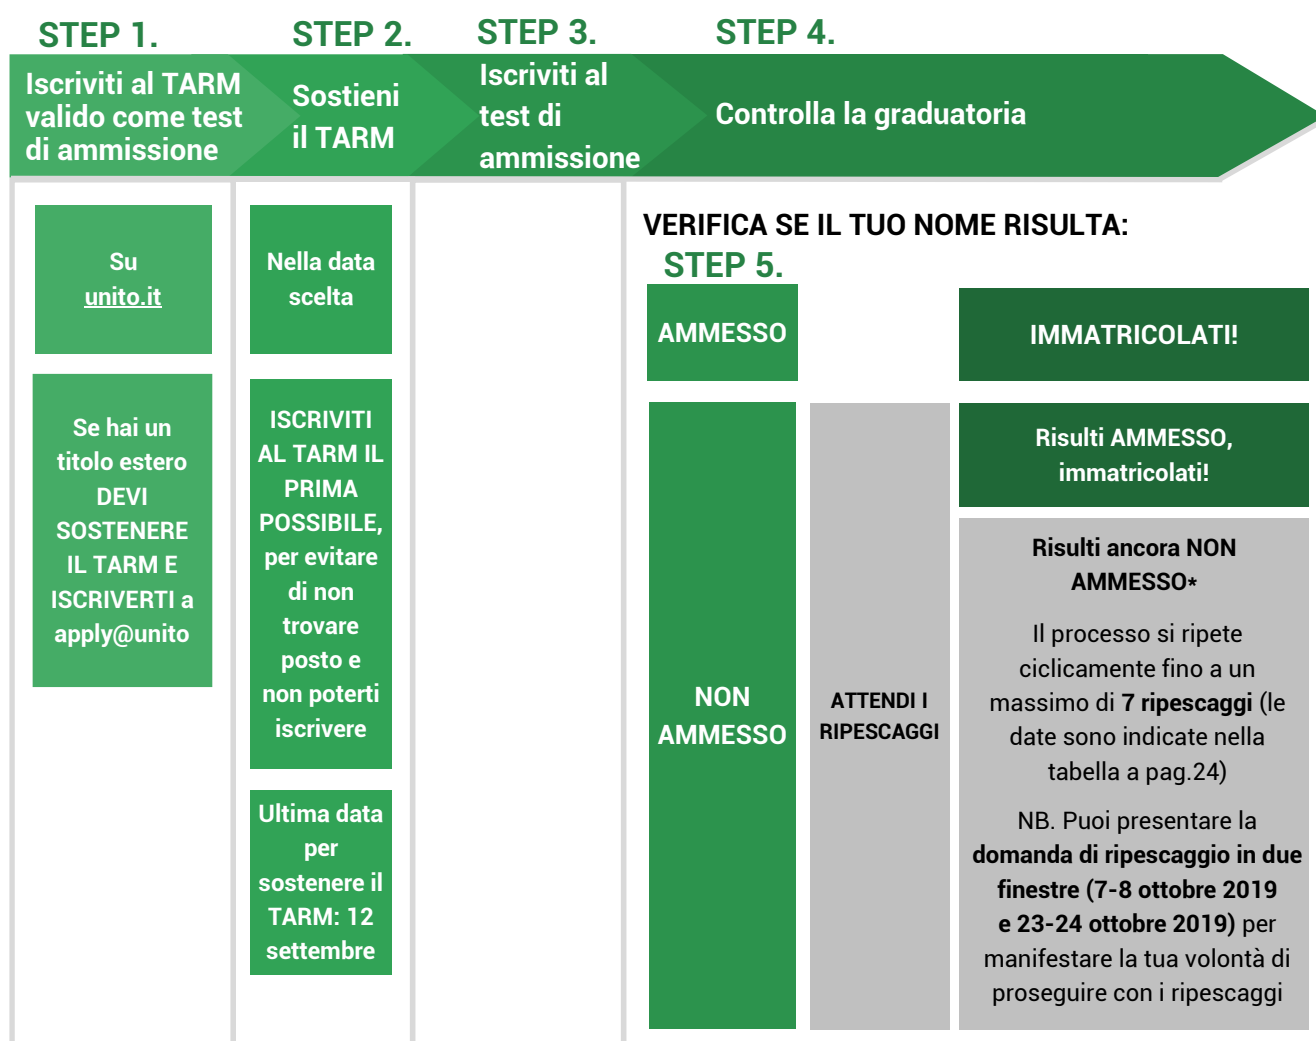 STEP 1.
Iscriviti al TARM
valido come test
di ammissione
Su
unito.it
Se hai un
titolo estero
DEVI
SOSTENERE
IL TARM E
ISCRIVERTI a
apply@unito
STEP 2.
Sostieni
il TARM
Nella data
scelta
ISCRIVITI
AL TARM IL
PRIMA
POSSIBILE,
per evitare
di non
trovare
posto e
non poterti
iscrivere
Ultima data
per
sostenere il
TARM: 12
settembre
STEP 3.
Iscriviti al
test di
ammissione
STEP 4.
Controlla la graduatoria
VERIFICA SE IL TUO NOME RISULTA:
STEP 5.
AMMESSO
IMMATRICOLATI!
NON
AMMESSO
ATTENDI I
RIPESCAGGI
Risulti AMMESSO,
immatricolati!
Risulti ancora NON
AMMESSO*
Il processo si ripete
ciclicamente fino a un
massimo di 7 ripescaggi (le
date sono indicate nella
tabella a pag.24)
NB. Puoi presentare la
domanda di ripescaggio in due
finestre (7-8 ottobre 2019
e 23-24 ottobre 2019) per
manifestare la tua volontà di
proseguire con i ripescaggi